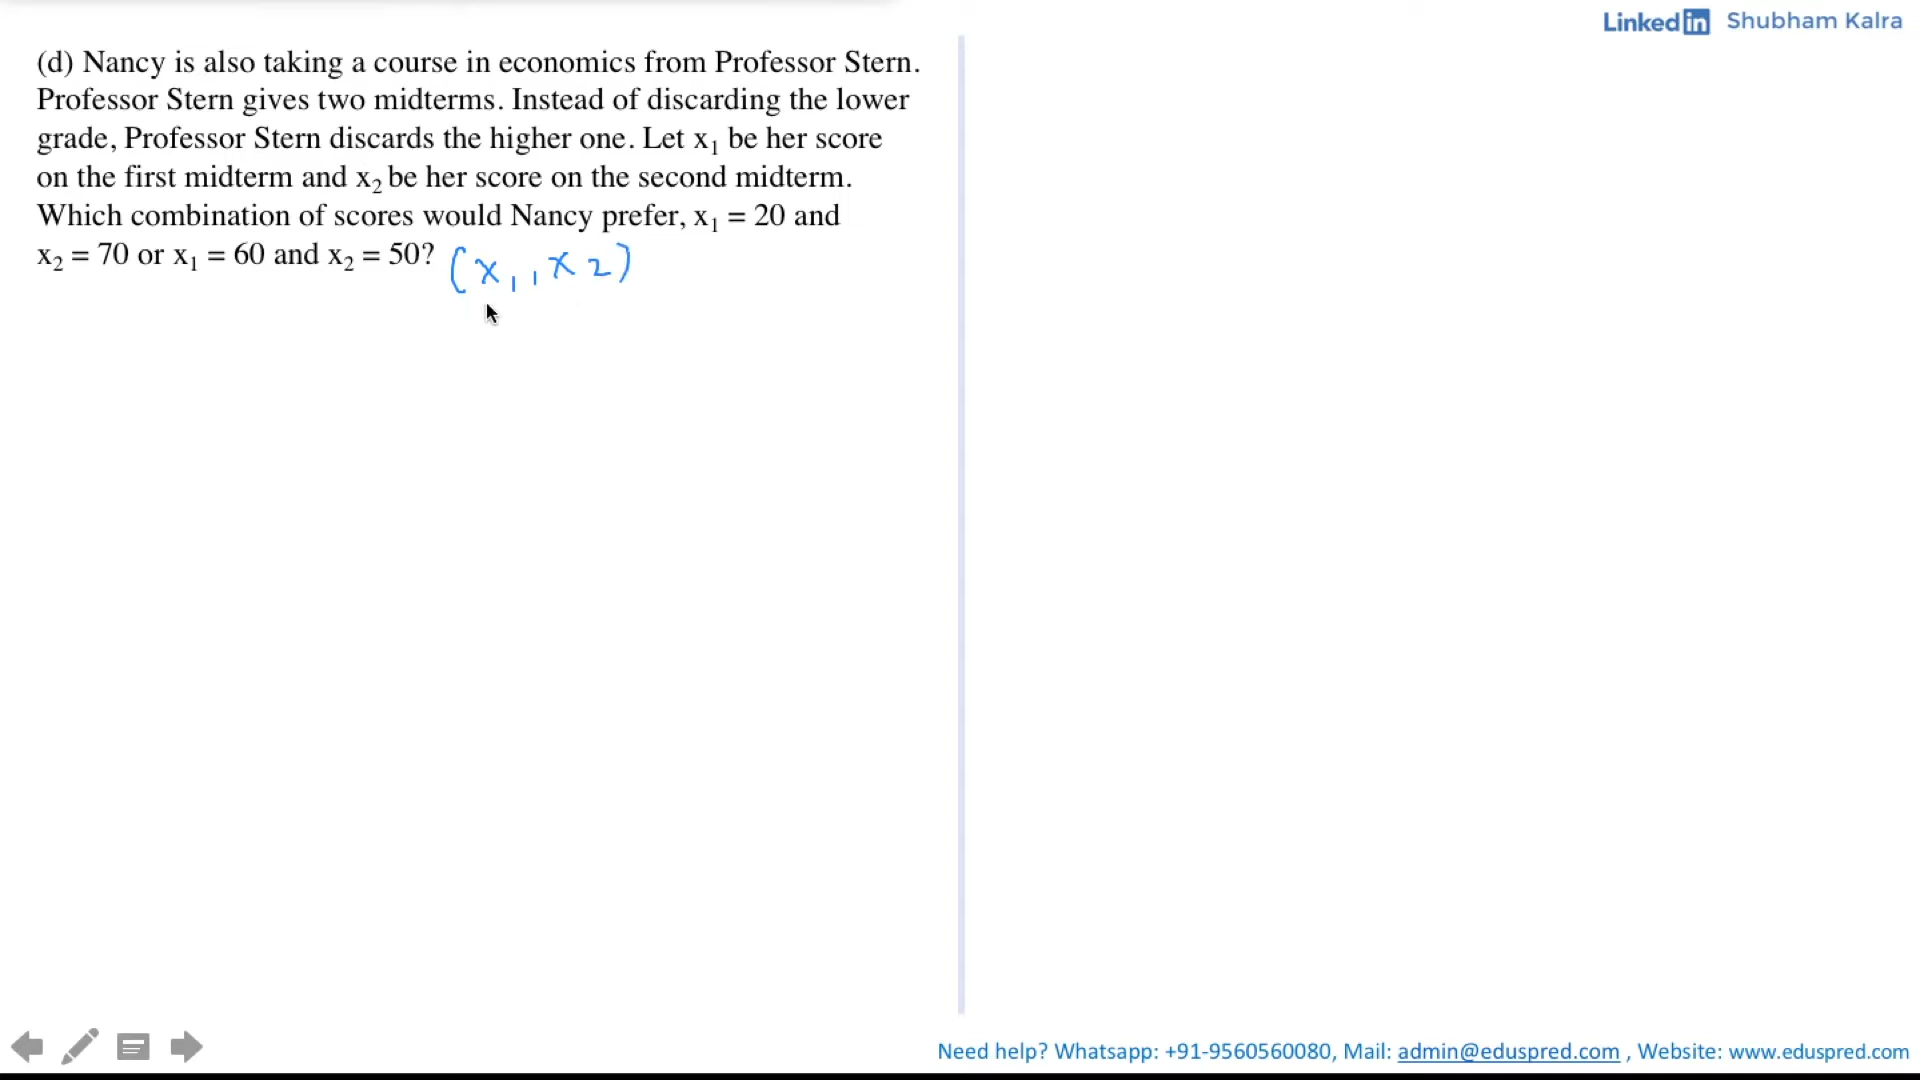 Linked in Shubham Kalra
(d) Nancy is also taking a course in economics from Professor Stern.
Professor Stern gives two midterms. Instead of discarding the lower
grade, Professor Stern discards the higher one. Let x₁ be her score
on the first midterm and x₂ be her score on the second midterm.
Which combination of scores would Nancy prefer, x₁ = 20 and
x₂ = 70 or x₁ = 60 and x₂ = 50? (x₁, x₂)
Need help? Whatsapp: +91-9560560080, Mail: admin@eduspred.com , Website: www.eduspred.com